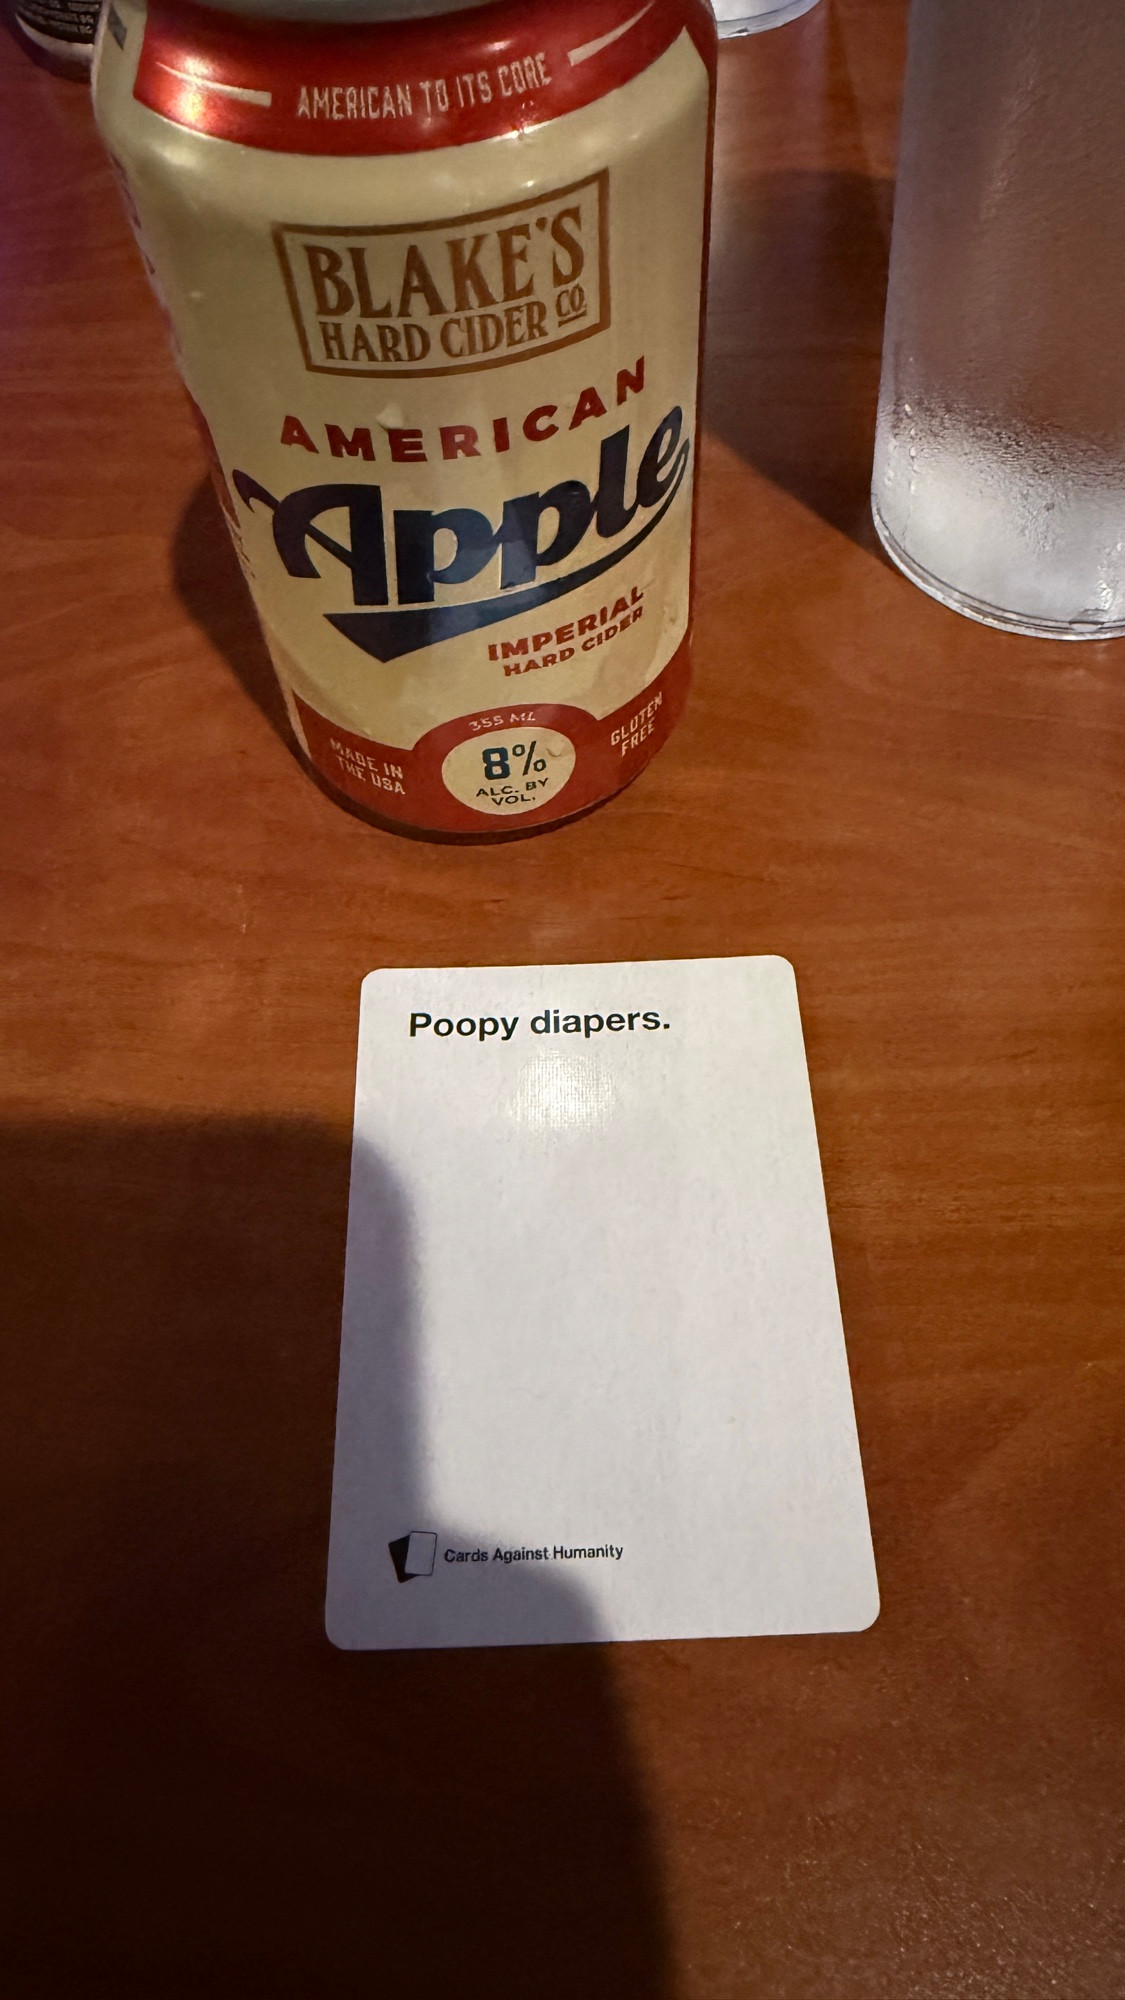 AMERICAN TO ITS CORE
BLAKE'S
HARD CIDER CO.
AMERICAN
Apple
IMPERIAL
HARD CIDER
355 ML
8%
ALC. BY
VOL.
MADE IN
THE USA
GLUTEN
FREE
Poopy diapers.
Cards Against Humanity